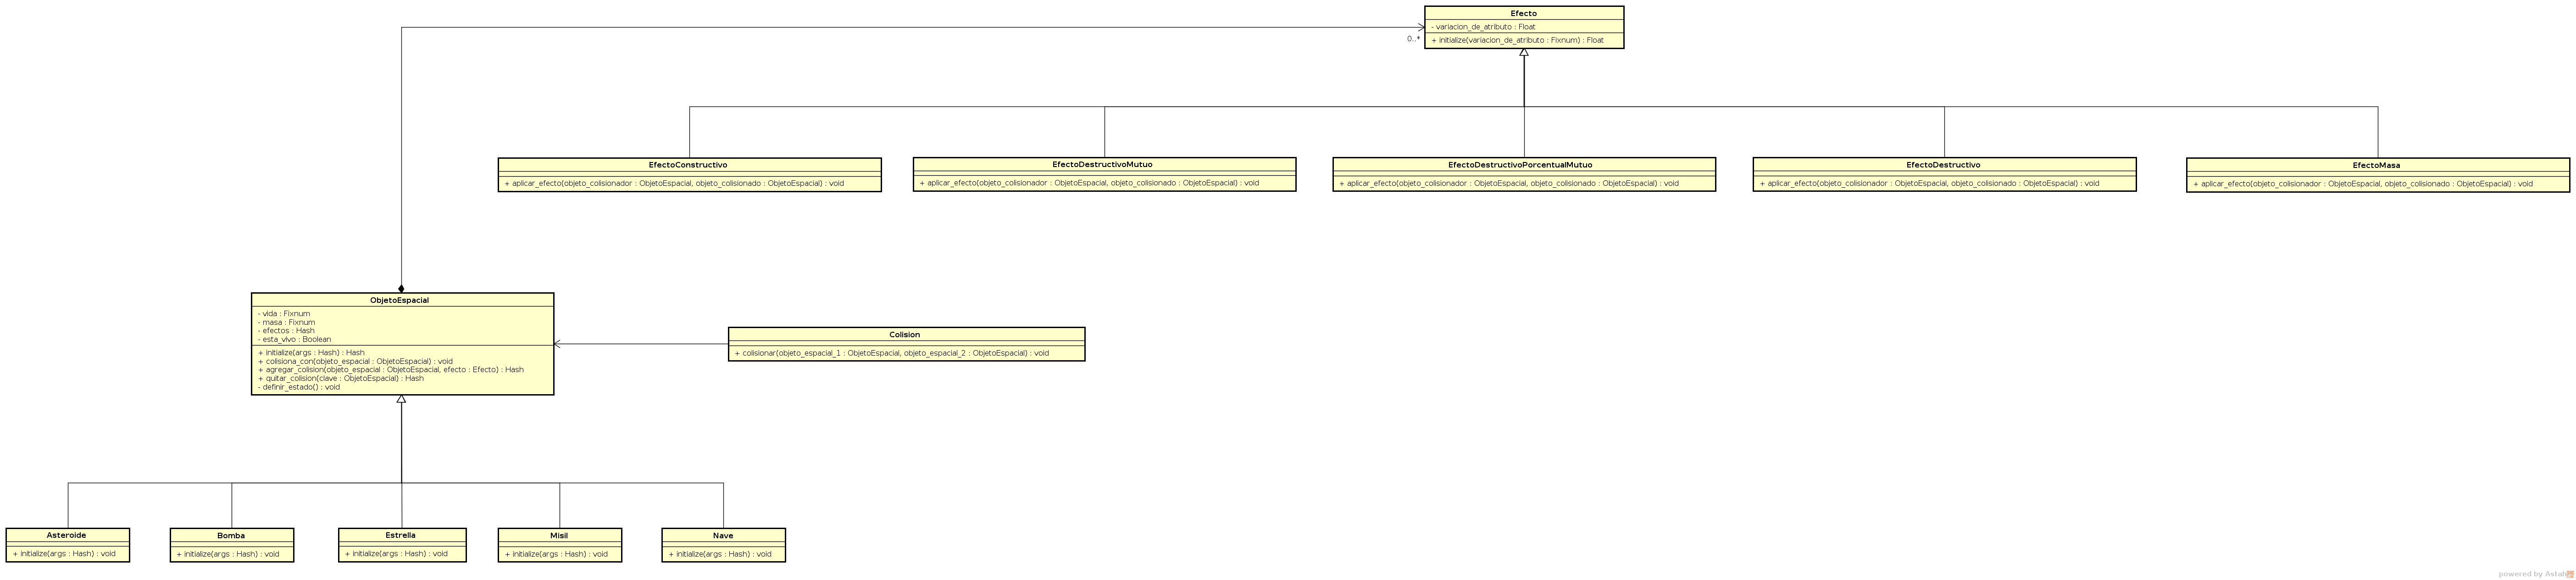 Efecto
- variacion_de_atributo : Float
0..*
+ initialize(variacion_de_atributo : Fixnum) : Float
EfectoConstructivo
+ aplicar_efecto(objeto_colisionador : ObjetoEspacial, objeto_colisionado : ObjetoEspacial) : void
EfectoDestructivoMutuo
+ aplicar_efecto(objeto_colisionador : ObjetoEspacial, objeto_colisionado : ObjetoEspacial) : void
EfectoDestructivoPorcentualMutuo
+ aplicar_efecto(objeto_colisionador : ObjetoEspacial, objeto_colisionado : ObjetoEspacial) : void
EfectoDestructivo
+ aplicar_efecto(objeto_colisionador : ObjetoEspacial, objeto_colisionado : ObjetoEspacial) : void
EfectoMasa
+ aplicar_efecto(objeto_colisionador : ObjetoEspacial, objeto_colisionado : ObjetoEspacial) : void
ObjetoEspacial
- vida : Fixnum
- masa : Fixnum
- efectos : Hash
- esta_vivo : Boolean
+ initialize(args : Hash) : Hash
+ colisiona_con(objeto_espacial : ObjetoEspacial) : void
+ agregar_colision(objeto_espacial : ObjetoEspacial, efecto : Efecto) : Hash
+ quitar_colision(clave : ObjetoEspacial) : Hash
- definir_estado() : void
Colision
+ colisionar(objeto_espacial_1 : ObjetoEspacial, objeto_espacial_2 : ObjetoEspacial) : void
Asteroide
+ initialize(args : Hash) : void
Bomba
+ initialize(args : Hash) : void
Estrella
+ initialize(args : Hash) : void
Misil
+ initialize(args : Hash) : void
Nave
+ initialize(args : Hash) : void
powered by Astah